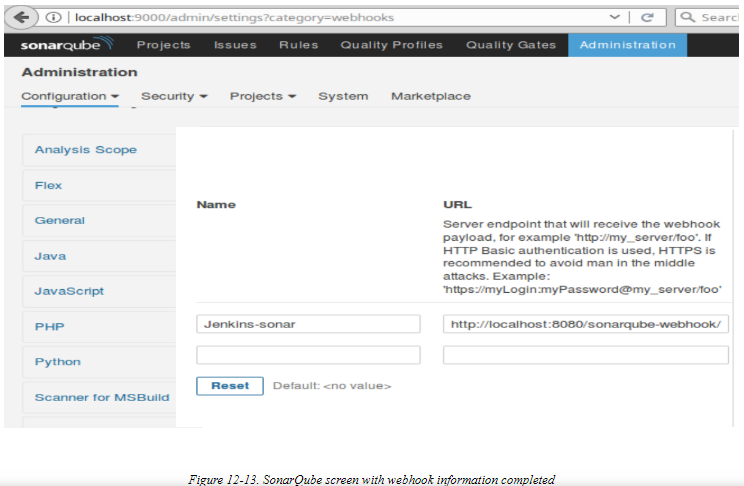 localhost:9000/admin/settings?category=webhooks
sonarqube Projects Issues Rules Quality Profiles Quality Gates Administration
Administration
Configuration Security Projects System Marketplace
Analysis Scope
Flex
General
Java
JavaScript
PHP
Python
Scanner for MSBuild
Name
URL
Server endpoint that will receive the webhook
payload, for example 'http://my_server/foo'. If
HTTP Basic authentication is used, HTTPS is
recommended to avoid man in the middle
attacks. Example:
'https://myLogin:myPassword@my_server/foo'
Jenkins-sonar
http://localhost:8080/sonarqube-webhook/
Reset Default: <no value>
Figure 12-13. SonarQube screen with webhook information completed